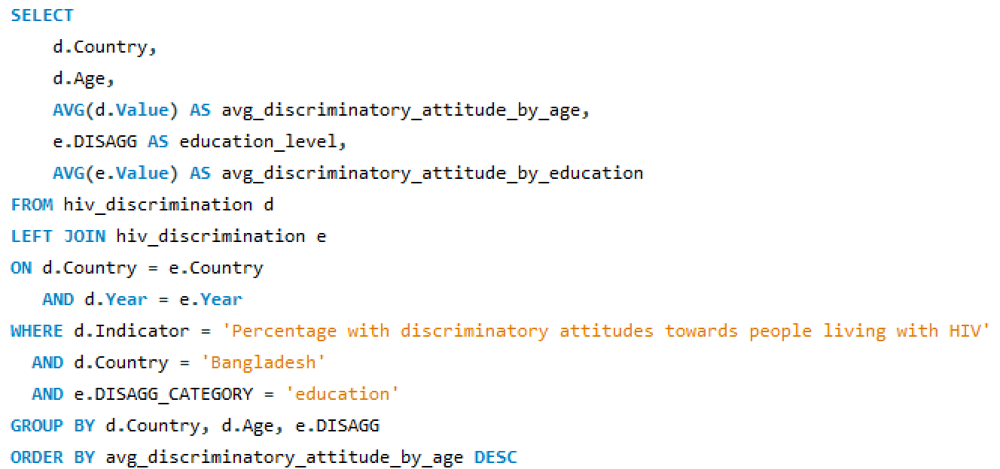 SELECT
    d.Country,
    d.Age,
    AVG(d.Value) AS avg_discriminatory_attitude_by_age,
    e.DISAGG AS education_level,
    AVG(e.Value) AS avg_discriminatory_attitude_by_education
FROM hiv_discrimination d
LEFT JOIN hiv_discrimination e
ON d.Country = e.Country
   AND d.Year = e.Year
WHERE d.Indicator = 'Percentage with discriminatory attitudes towards people living with HIV'
  AND d.Country = 'Bangladesh'
  AND e.DISAGG_CATEGORY = 'education'
GROUP BY d.Country, d.Age, e.DISAGG
ORDER BY avg_discriminatory_attitude_by_age DESC